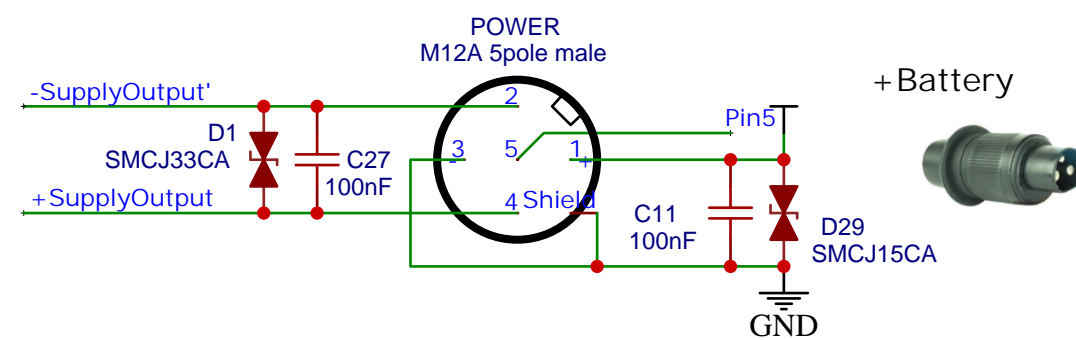 POWER
M12A 5pole male
+Battery
-SupplyOutput'
2
Pin5
D1
SMCJ33CA
3
-
5
1
+
C27
100nF
+SupplyOutput
4
Shield
C11
100nF
D29
SMCJ15CA
GND